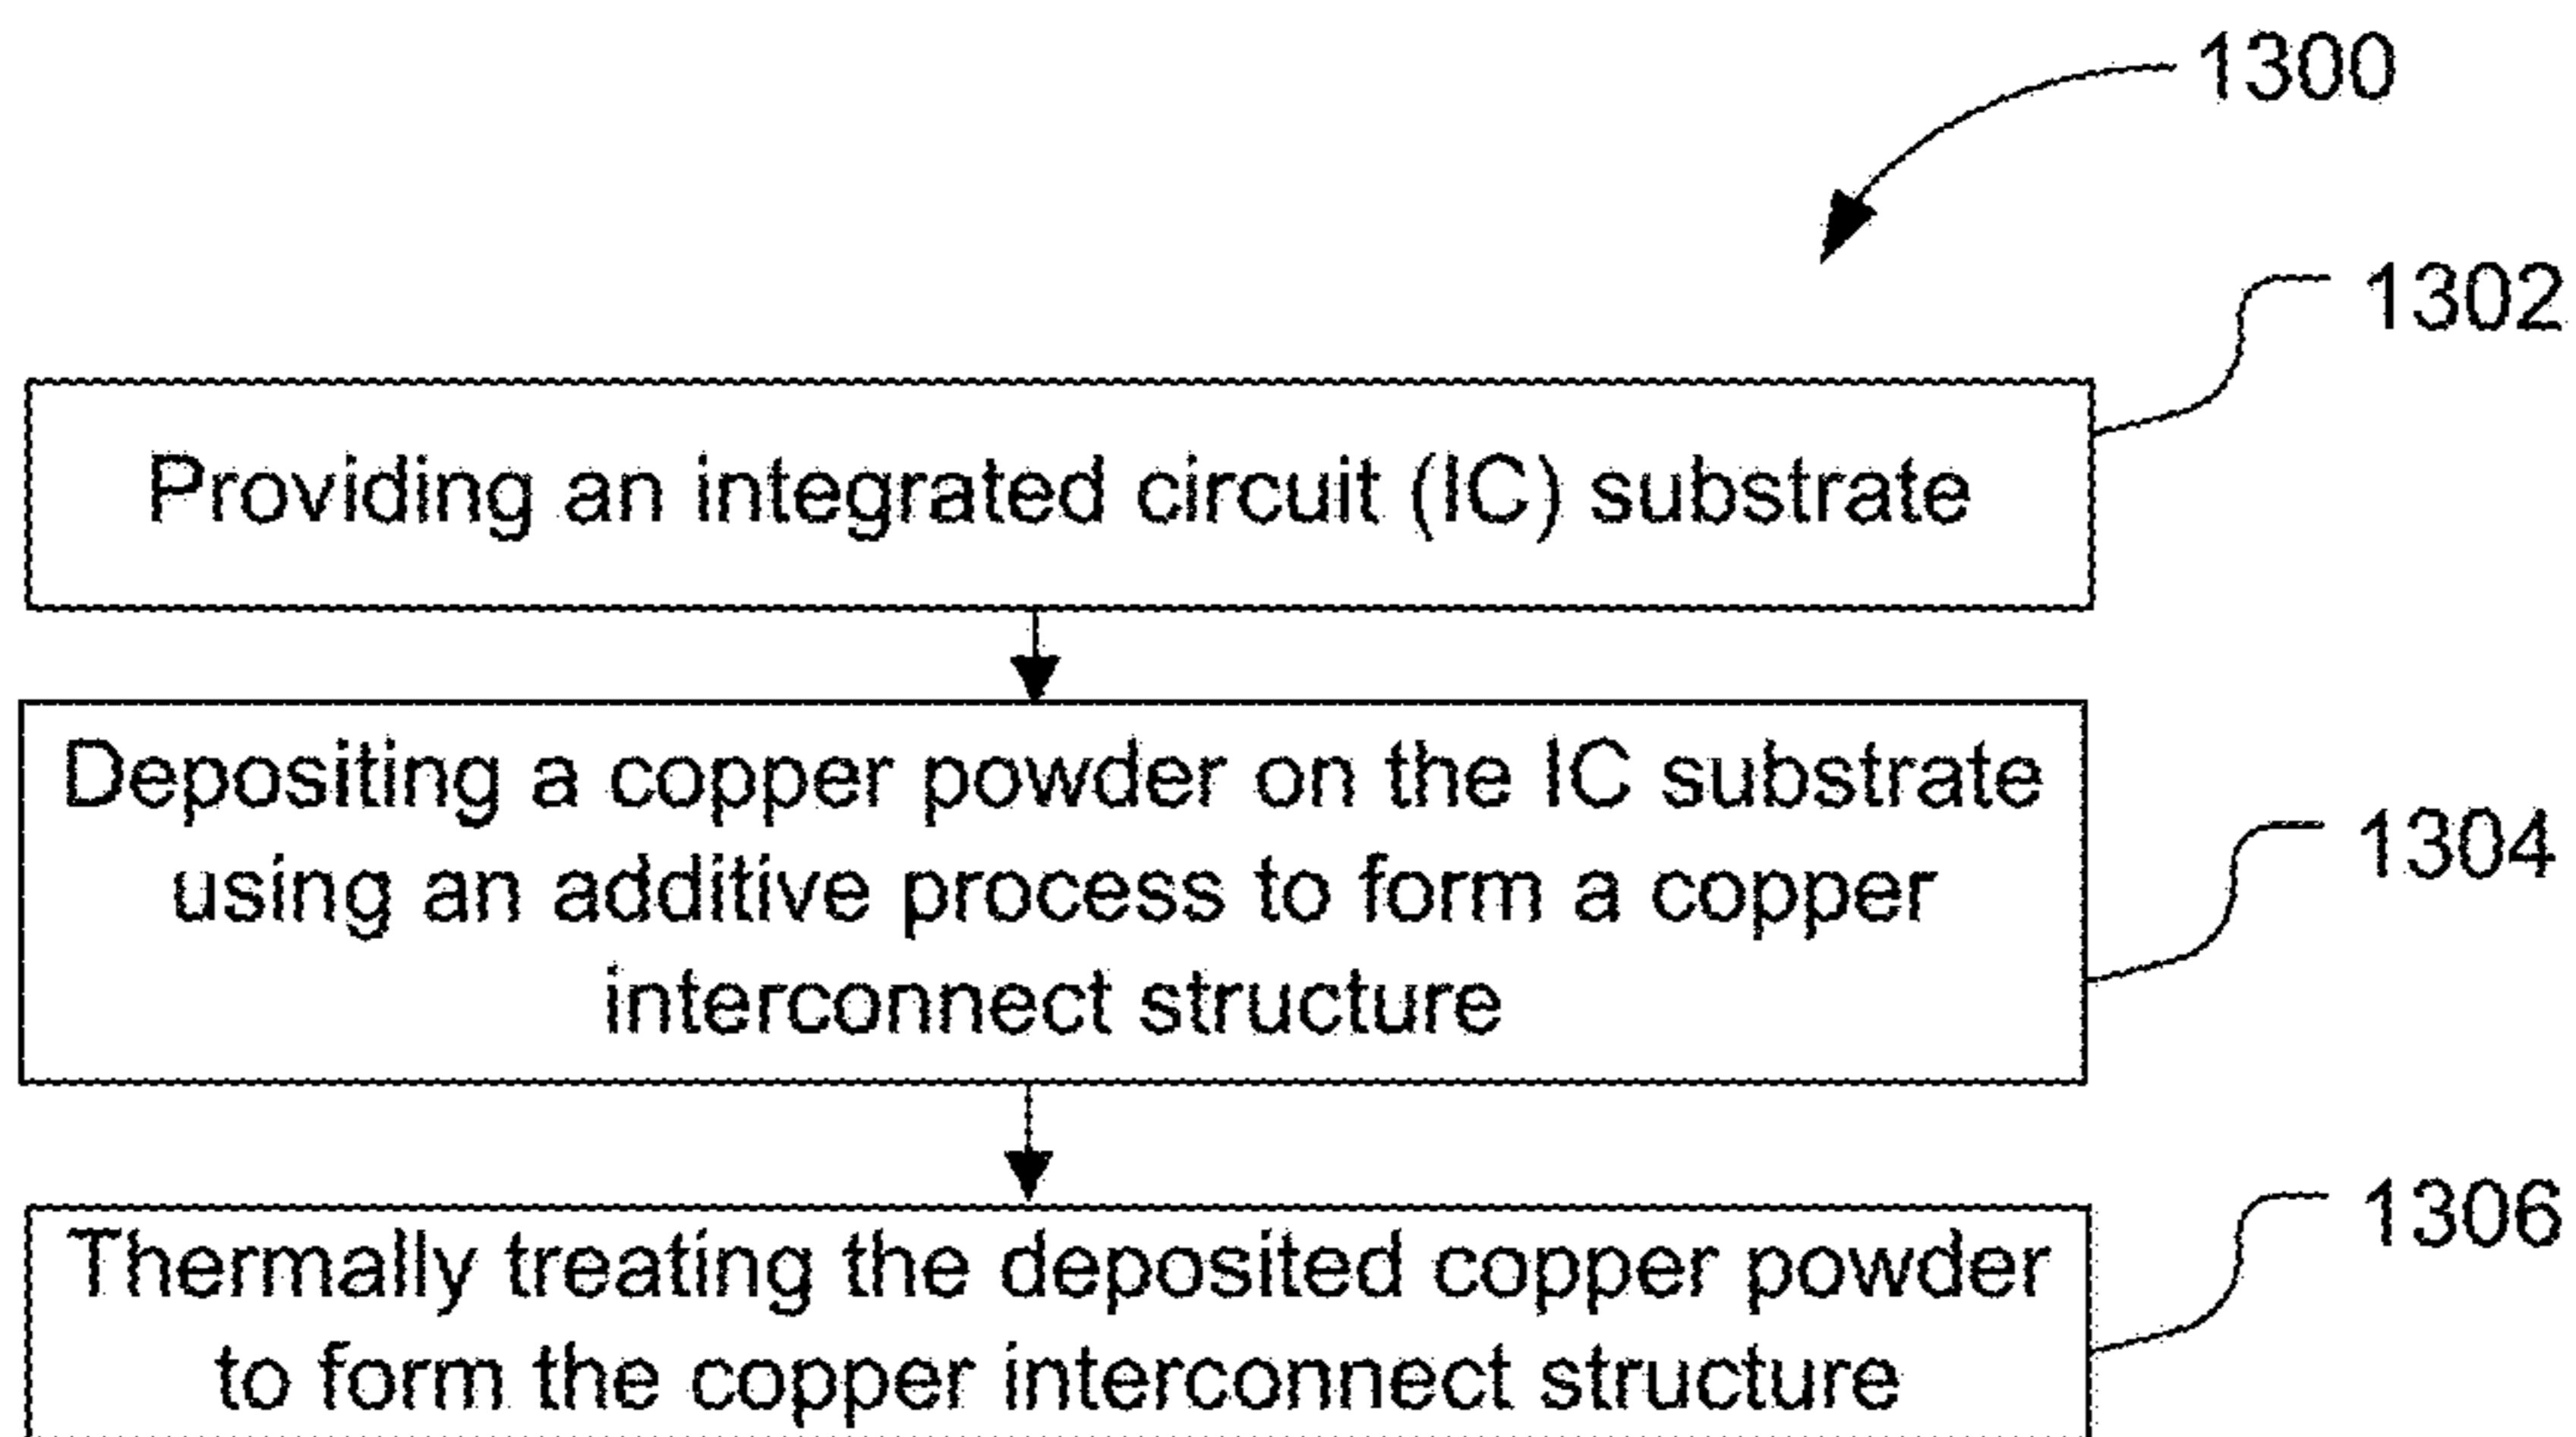 1300
1302
Providing an integrated circuit (IC) substrate
Depositing a copper powder on the IC substrate
using an additive process to form a copper
interconnect structure
1304
Thermally treating the deposited copper powder
to form the copper interconnect structure
1306